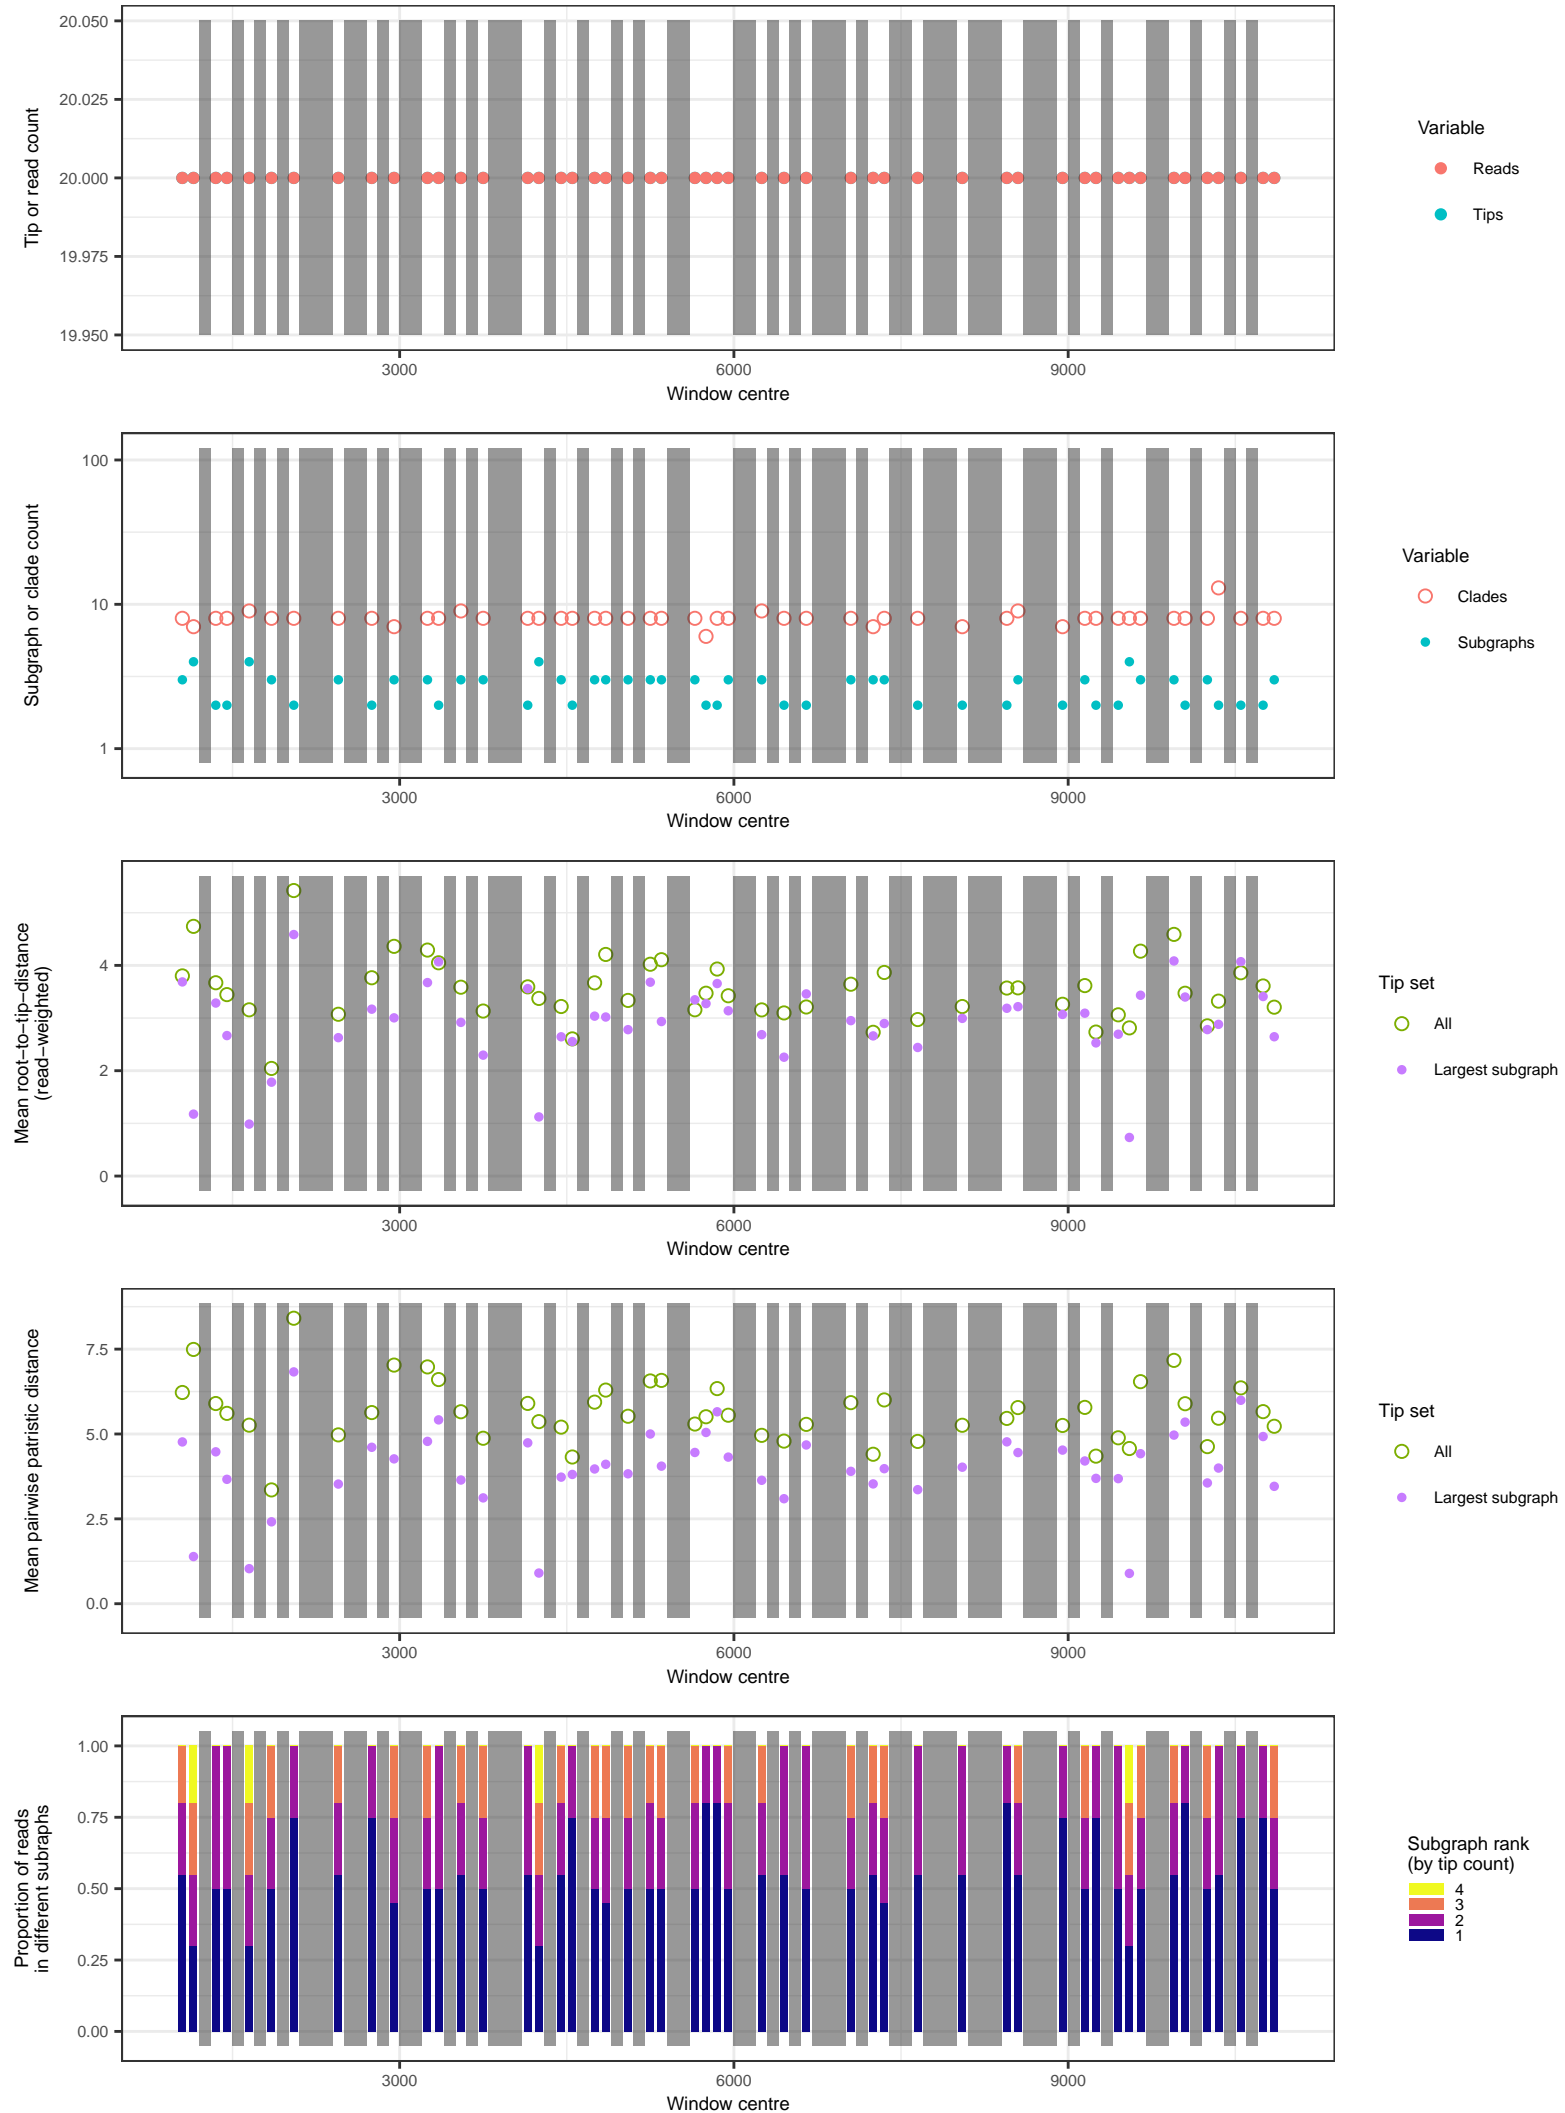 20.050
20.025
20.000
19.975
19.950
Tip or read count
3000
6000
9000
Window centre
Variable
Reads
Tips
100
10
1
Subgraph or clade count
3000
6000
9000
Window centre
Variable
Clades
Subgraphs
4
2
0
Mean root−to−tip−distance
(read−weighted)
3000
6000
9000
Window centre
Tip set
All
Largest subgraph
7.5
5.0
2.5
0.0
Mean pairwise patristic distance
3000
6000
9000
Window centre
Tip set
All
Largest subgraph
1.00
0.75
0.50
0.25
0.00
Proportion of reads
in different subraphs
3000
6000
9000
Window centre
Subgraph rank
(by tip count)
4
3
2
1